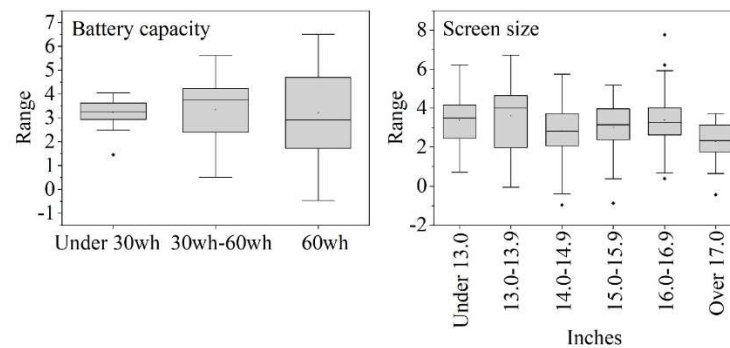 Battery capacity
Range
7
6
5
4
3
2
1
0
-1
Under 30wh 30wh-60wh 60wh
Screen size
Range
8
6
4
2
0
-2
Under 13.0
13.0-13.9
14.0-14.9
15.0-15.9
16.0-16.9
Over 17.0
Inches